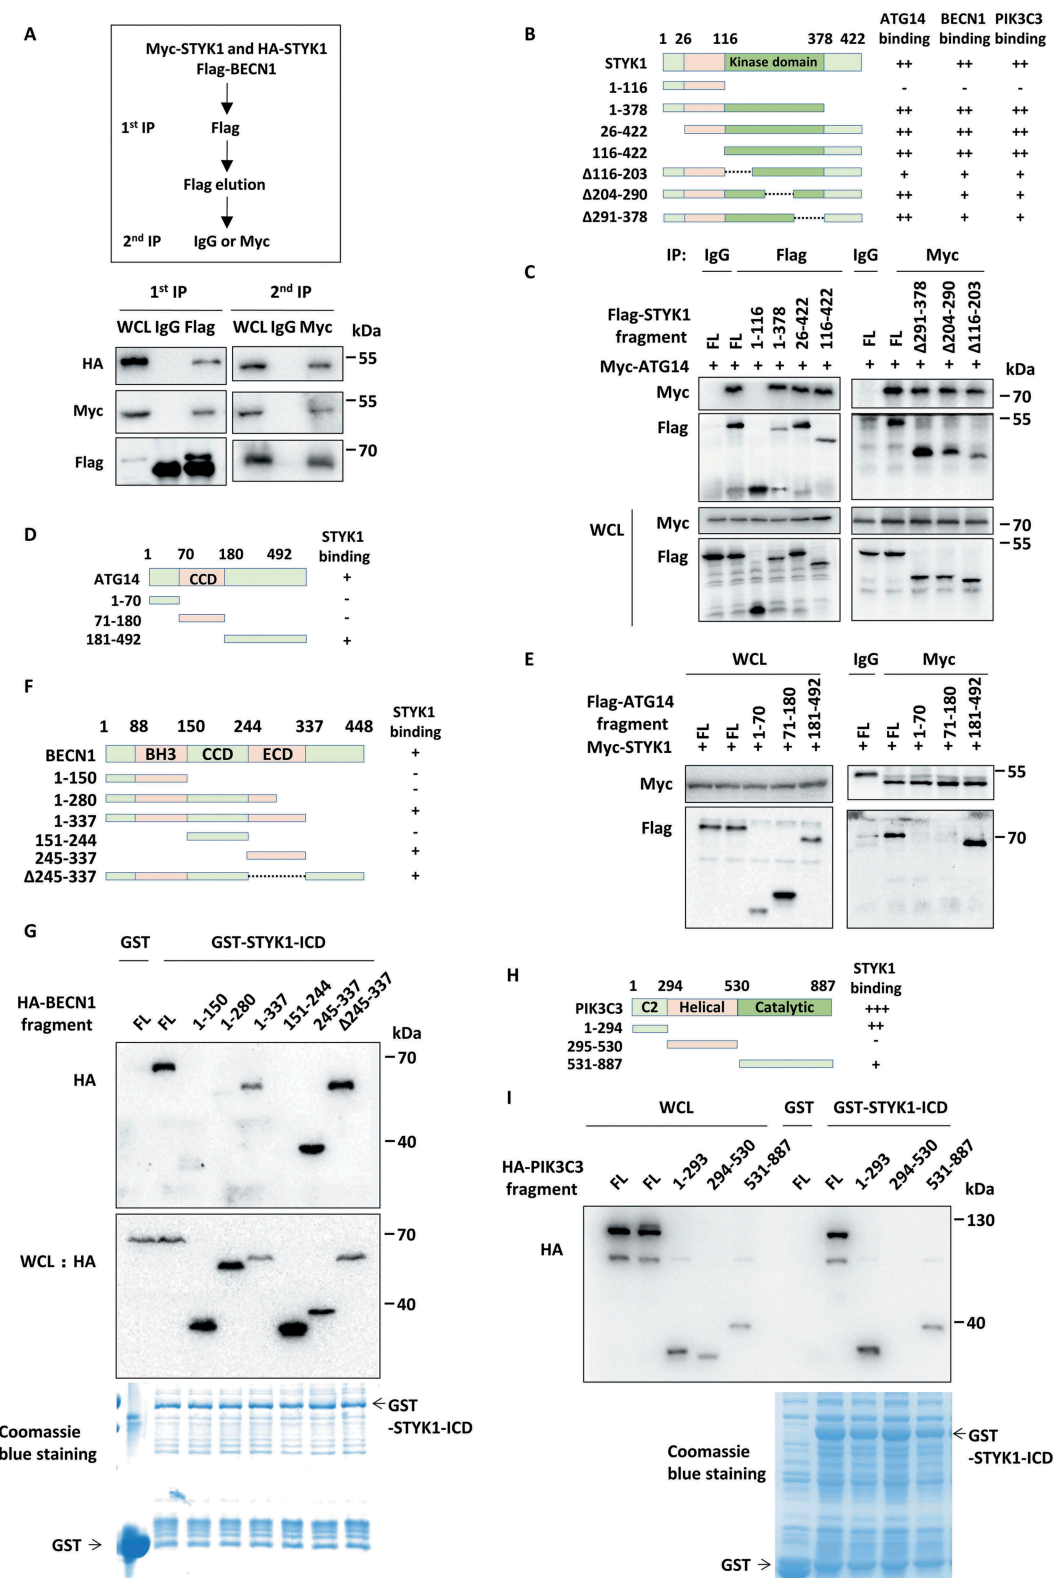 A
Myc-STYK1 and HA-STYK1
Flag-BECN1
1st IP
Flag
Flag elution
2nd IP
IgG or Myc
1st IP 2nd IP
WCL IgG Flag WCL IgG Myc kDa
HA
55
Myc
55
Flag
70
B
ATG14 BECN1 PIK3C3
binding binding binding
1 26 116 378 422
STYK1 Kinase domain ++ ++ ++
1-116 - - -
1-378 ++ ++ ++
26-422 ++ ++ ++
116-422 ++ ++ ++
Δ116-203 + + +
Δ204-290 ++ + +
Δ291-378 ++ + +
C
IP: IgG Flag IgG Myc
Flag-STYK1
fragment
FL FL 1-116 1-378 26-422 116-422 FL FL Δ291-378 Δ204-290 Δ116-203
Myc-ATG14 + + + + + + + + + + +
kDa
Myc
70
Flag
55
WCL
Myc
70
Flag
55
D
STYK1
binding
1 70 180 492
ATG14 CCD +
1-70 -
71-180 -
181-492 +
E
WCL IgG Myc
Flag-ATG14
fragment
FL FL 1-70 71-180 181-492 FL FL 1-70 71-180 181-492
Myc-STYK1 + + + + + + + + + +
Myc
55
Flag
70
F
STYK1
binding
1 88 150 244 337 448
BECN1 BH3 CCD ECD +
1-150 -
1-280 -
1-337 +
151-244 -
245-337 +
Δ245-337 +
G
GST GST-STYK1-ICD
HA-BECN1
fragment
FL FL 1-150 1-280 1-337 151-244 245-337 Δ245-337
kDa
HA
70
40
WCL : HA
70
40
Coomassie
blue staining
GST
-STYK1-ICD
GST
H
STYK1
binding
1 294 530 887
PIK3C3 C2 Helical Catalytic +++
1-294 ++
295-530 -
531-887 +
I
WCL GST GST-STYK1-ICD
HA-PIK3C3
fragment
FL FL 1-293 294-530 531-887 FL FL 1-293 294-530 531-887
kDa
HA
130
40
Coomassie
blue staining
GST
-STYK1-ICD
GST